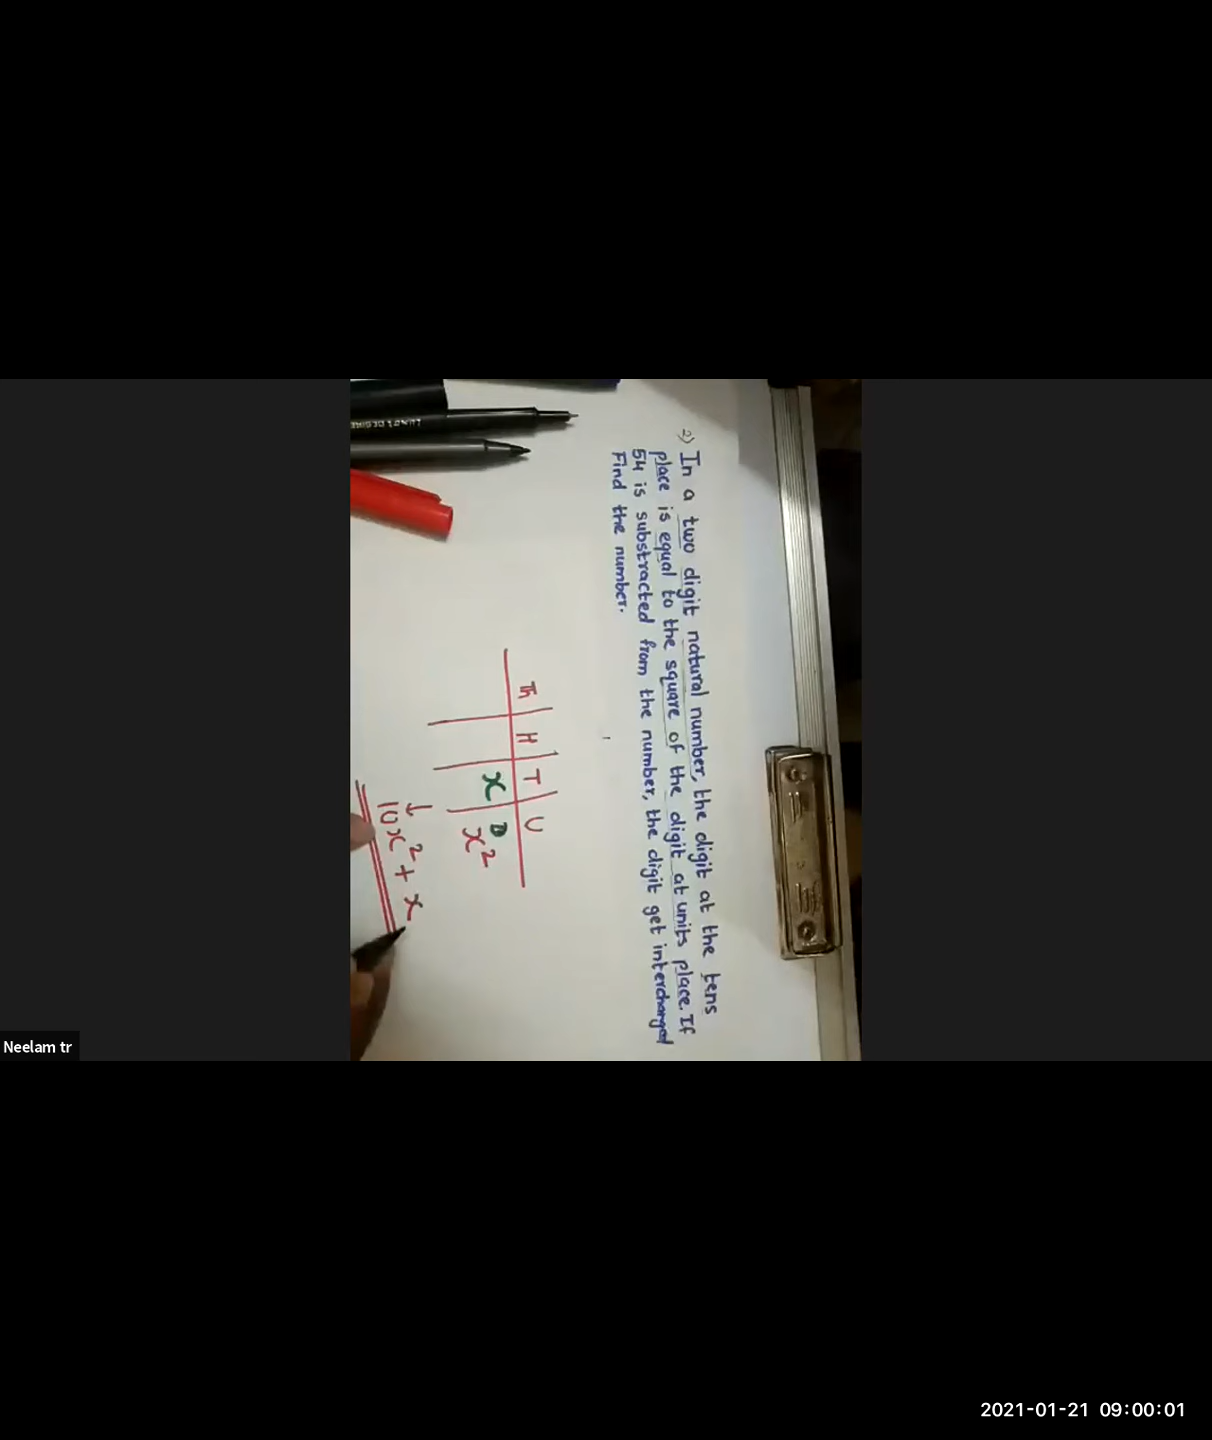 2) In a two digit natural number, the digit at the tens
place is equal to the square of the digit at units place. If
54 is substracted from the number, the digit get interchanged
Find the number.
Th H T U
x x²
↓
10x² + x
Neelam tr
2021-01-21 09:00:01